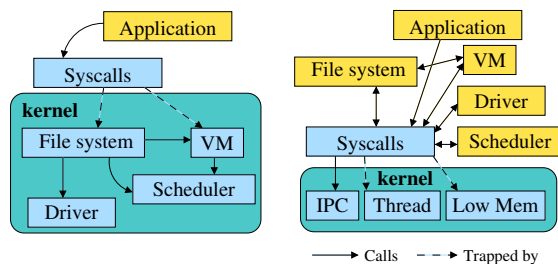 Application
Syscalls
kernel
File system
VM
Scheduler
Driver
Application
File system
VM
Driver
Syscalls
Scheduler
kernel
IPC
Thread
Low Mem
Calls
Trapped by